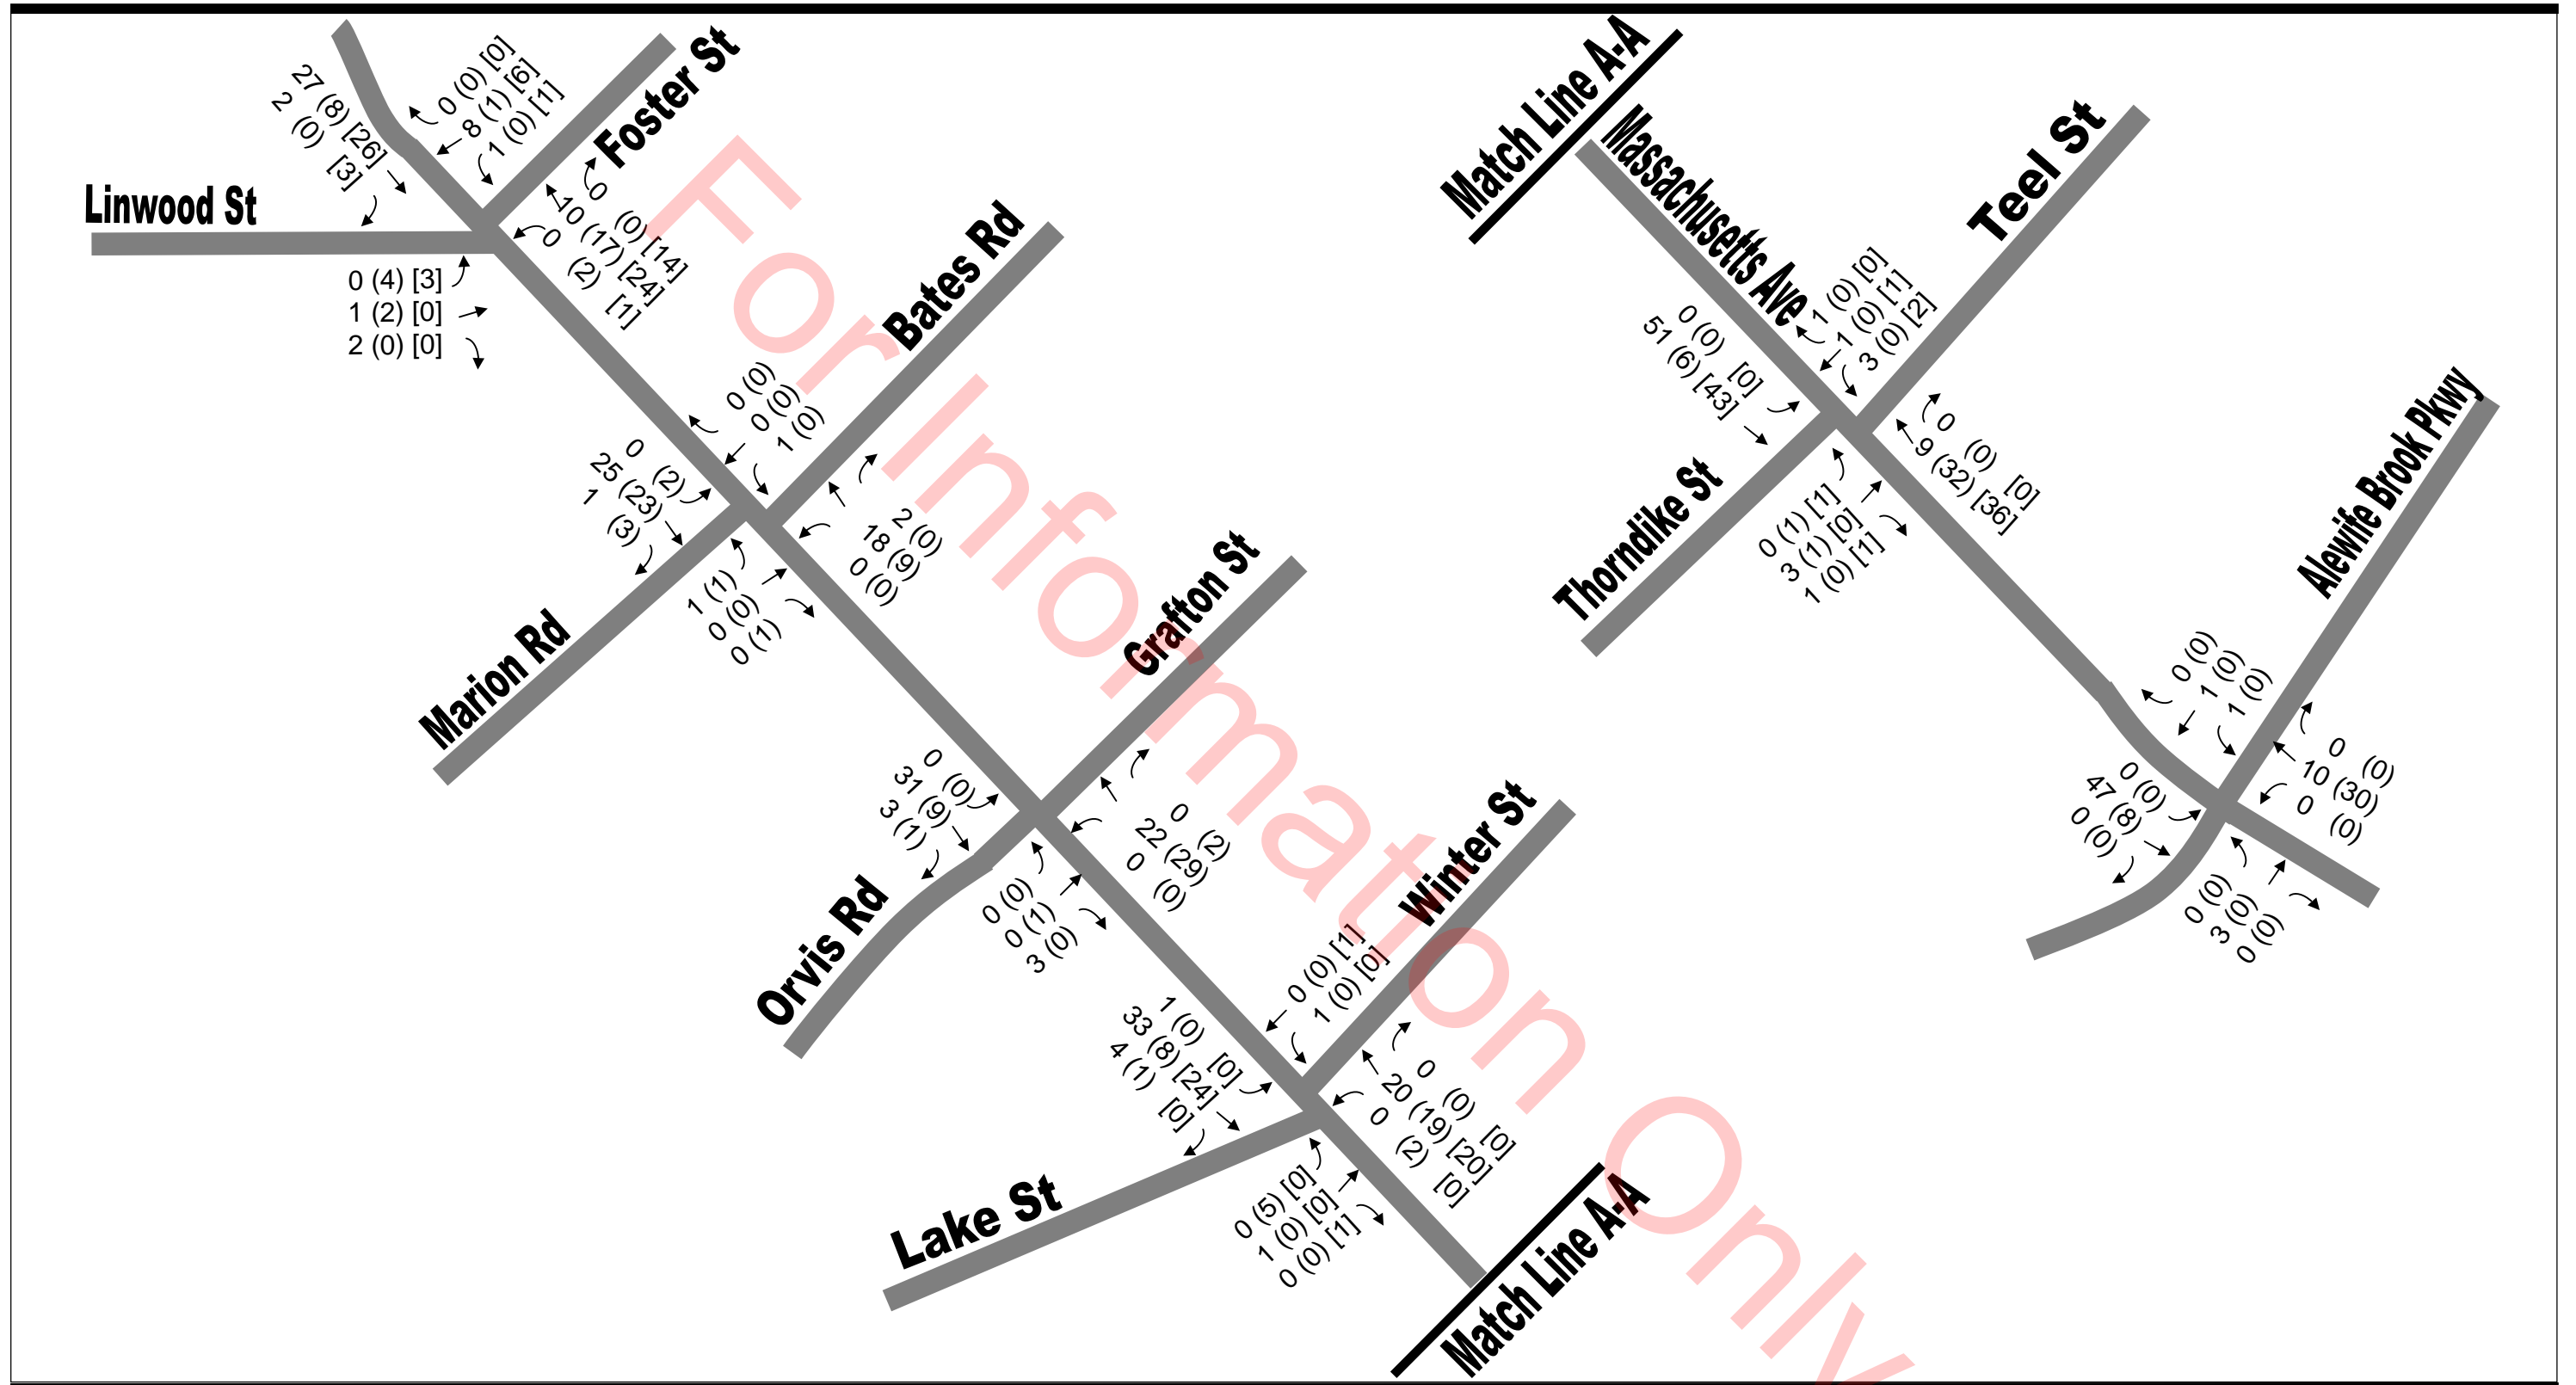 Foster St
0 (0) [0]
8 (1) [6]
1 (0) [1]
27 (8) [26]
2 (0) [3]
Linwood St
0 (4) [3]
1 (2) [0]
2 (0) [0]
0 (0) [14]
10 (17) [24]
0 (2) [1]
Bates Rd
0 (0)
0 (0)
1 (0)
0 (2)
25 (23)
1 (3)
2 (0)
18 (9)
0 (0)
1 (1)
0 (0)
0 (1)
Marion Rd
Grafton St
0 (0)
31 (9)
3 (1)
0 (2)
22 (29)
0 (0)
0 (0)
0 (1)
3 (0)
Orvis Rd
Winter St
0 (0) [1]
1 (0) [0]
1 (0) [0]
33 (8) [24]
4 (1) [0]
0 (0) [0]
20 (19) [20]
0 (2) [0]
0 (5) [0]
1 (0) [0]
0 (0) [1]
Lake St
Match Line A-A
Match Line A-A
Massachusetts Ave
Teel St
1 (0) [0]
1 (0) [1]
3 (0) [2]
0 (0) [0]
51 (6) [43]
0 (0) [0]
9 (32) [36]
0 (1) [1]
3 (1) [0]
1 (0) [1]
Thorndike St
Alewife Brook Pkwy
0 (0)
1 (0)
1 (0)
0 (0)
47 (8)
0 (0)
0 (0)
10 (30)
0 (0)
0 (0)
3 (0)
0 (0)
For Information Only